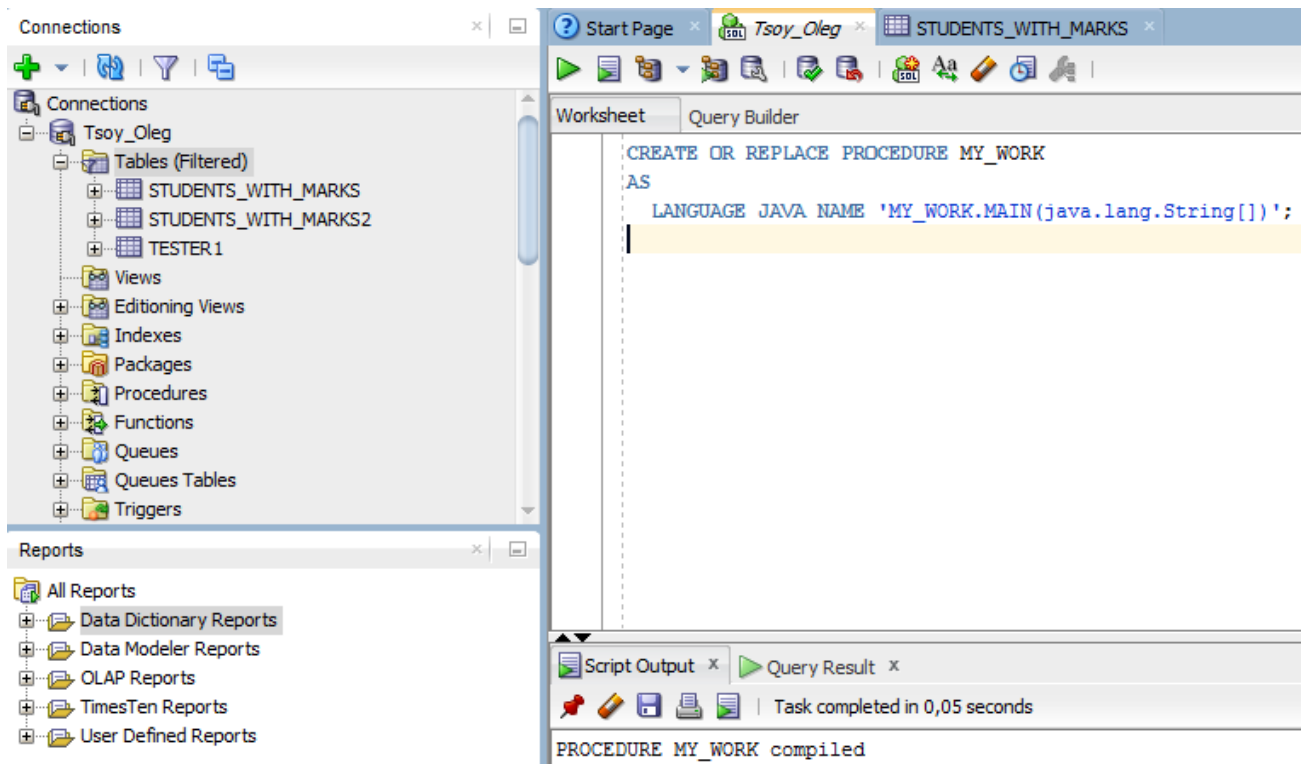 Connections
Connections
Tsoy_Oleg
Tables (Filtered)
STUDENTS_WITH_MARKS
STUDENTS_WITH_MARKS2
TESTER1
Views
Editioning Views
Indexes
Packages
Procedures
Functions
Queues
Queues Tables
Triggers
Reports
All Reports
Data Dictionary Reports
Data Modeler Reports
OLAP Reports
TimesTen Reports
User Defined Reports
Start Page Tsoy_Oleg STUDENTS_WITH_MARKS
Worksheet Query Builder
CREATE OR REPLACE PROCEDURE MY_WORK
AS
LANGUAGE JAVA NAME 'MY_WORK.MAIN(java.lang.String[])';
Script Output x Query Result x
Task completed in 0,05 seconds
PROCEDURE MY_WORK compiled